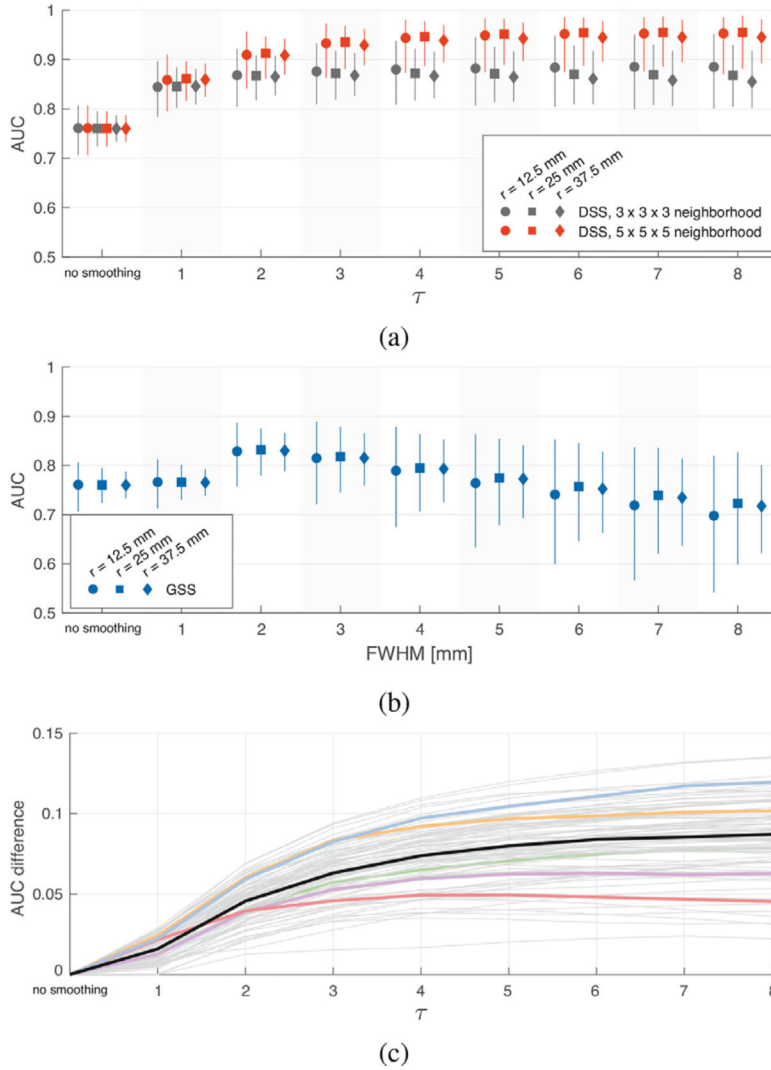 1
0.9
0.8
0.7
0.6
0.5
AUC
r = 12.5 mm
r = 25 mm
r = 37.5 mm
DSS, 3 x 3 x 3 neighborhood
DSS, 5 x 5 x 5 neighborhood
no smoothing 1 2 3 4 5 6 7 8
τ
(a)
1
0.9
0.8
0.7
0.6
0.5
AUC
r = 12.5 mm
r = 25 mm
r = 37.5 mm
GSS
no smoothing 1 2 3 4 5 6 7 8
FWHM [mm]
(b)
0.15
0.1
0.05
0
AUC difference
no smoothing 1 2 3 4 5 6 7 8
τ
(c)